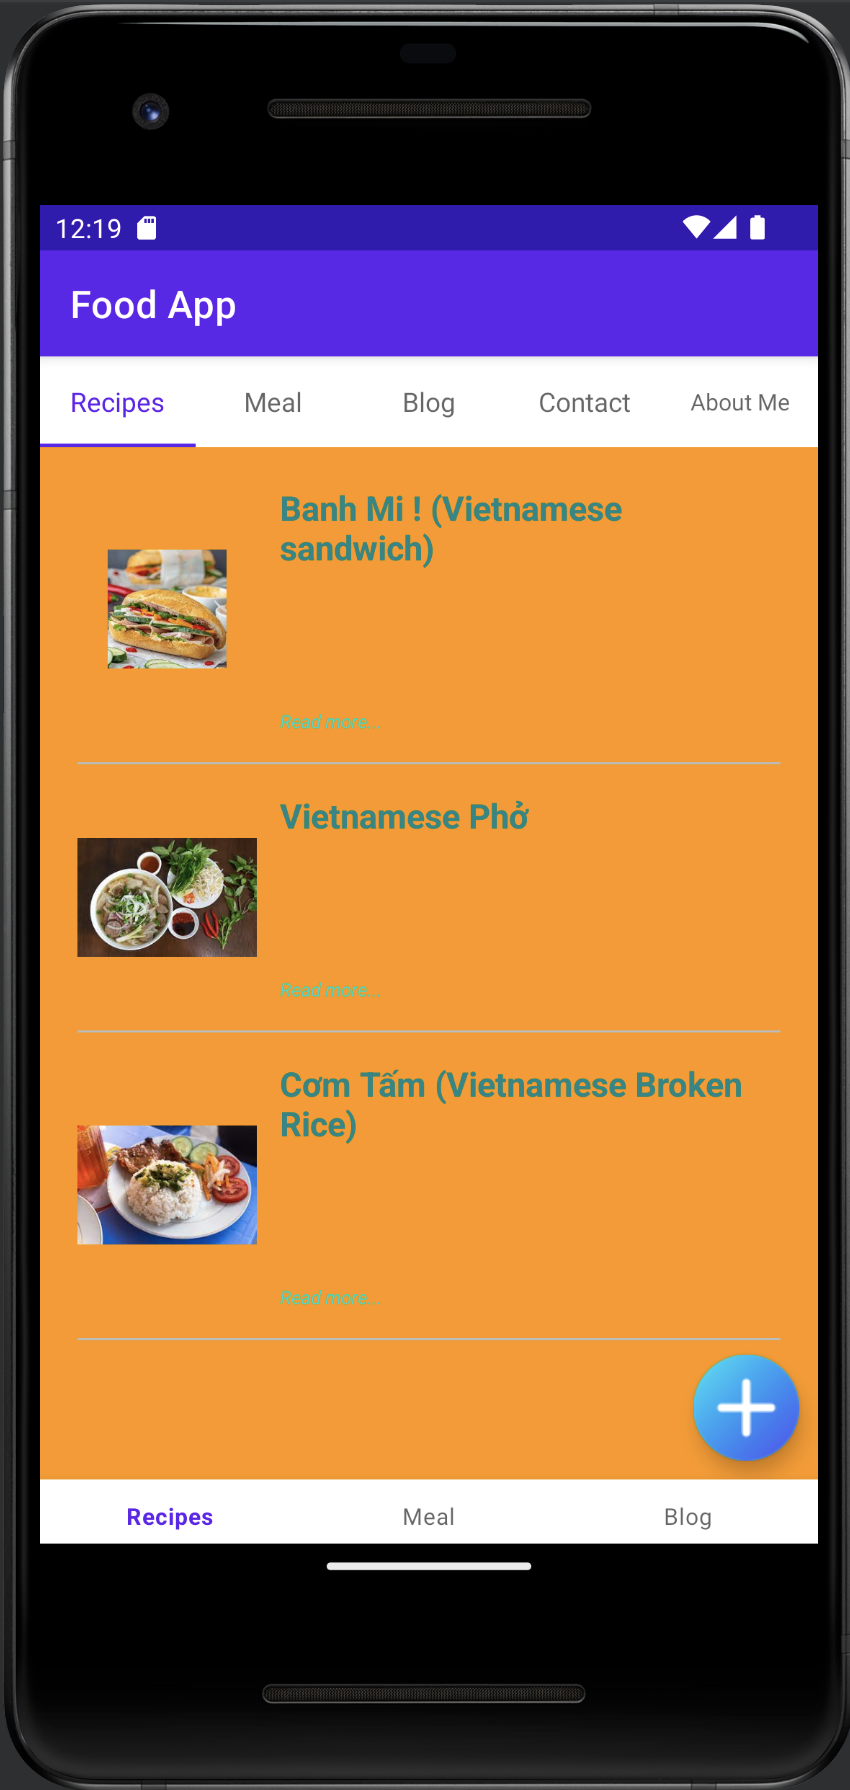 12:19
Food App
Recipes Meal Blog Contact About Me
Banh Mi ! (Vietnamese
sandwich)
Read more...
Vietnamese Phở
Read more...
Cơm Tấm (Vietnamese Broken
Rice)
Read more...
Recipes Meal Blog